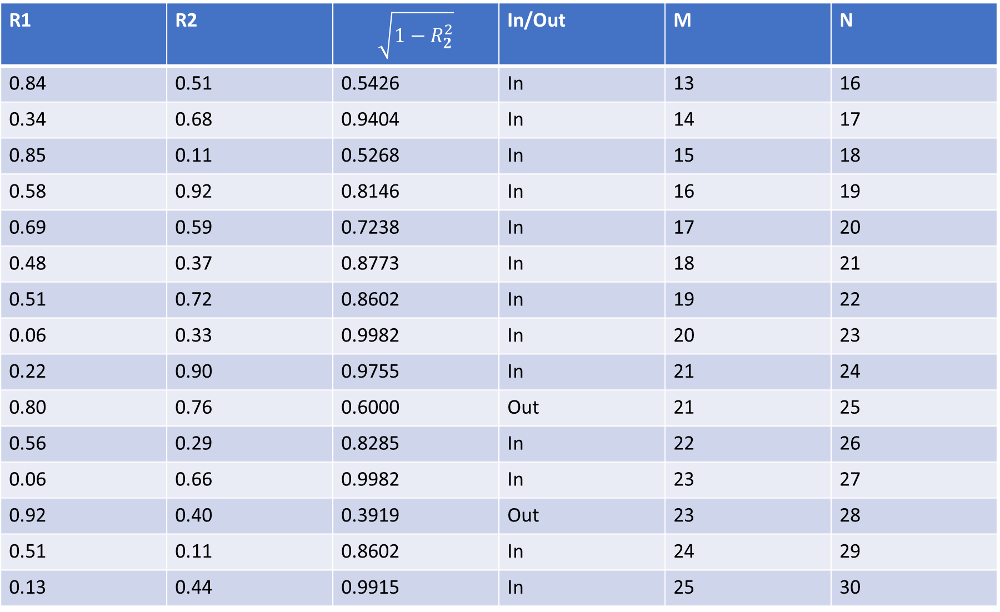 R1 R2 √1 − R₂² In/Out M N
0.84 0.51 0.5426 In 13 16
0.34 0.68 0.9404 In 14 17
0.85 0.11 0.5268 In 15 18
0.58 0.92 0.8146 In 16 19
0.69 0.59 0.7238 In 17 20
0.48 0.37 0.8773 In 18 21
0.51 0.72 0.8602 In 19 22
0.06 0.33 0.9982 In 20 23
0.22 0.90 0.9755 In 21 24
0.80 0.76 0.6000 Out 21 25
0.56 0.29 0.8285 In 22 26
0.06 0.66 0.9982 In 23 27
0.92 0.40 0.3919 Out 23 28
0.51 0.11 0.8602 In 24 29
0.13 0.44 0.9915 In 25 30